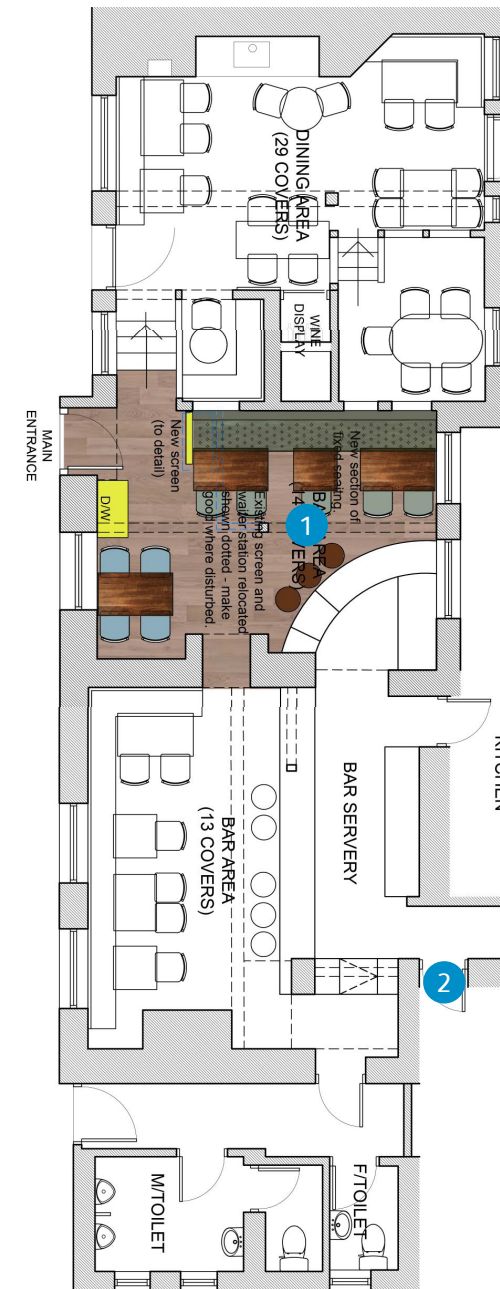 DINING AREA
(29 COVERS)
WINE
DISPLAY
MAIN
ENTRANCE
New screen
(to detail)
New section of
fixed seating.
D/W
Existing screen and
waiter station relocated
shown dotted - make
good where disturbed.
1
BAR SERVERY
BAR AREA
(13 COVERS)
2
M/TOILET
F/TOILET